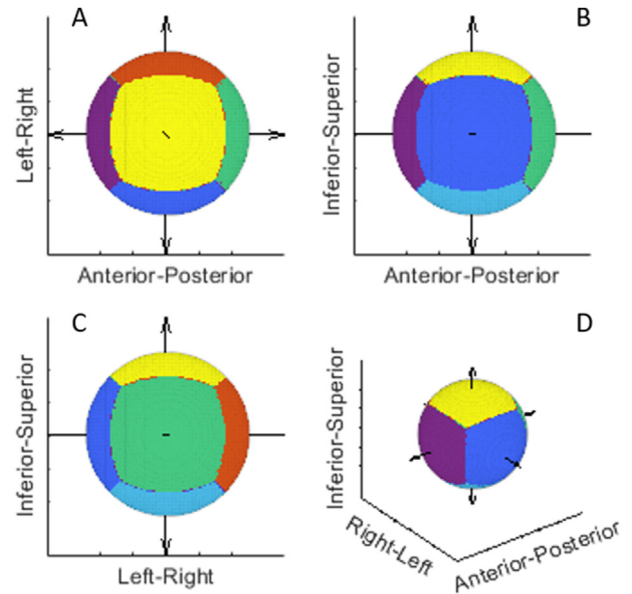 A
B
Left-Right
Inferior-Superior
Anterior-Posterior
Anterior-Posterior
C
D
Inferior-Superior
Inferior-Superior
Left-Right
Right-Left
Anterior-Posterior